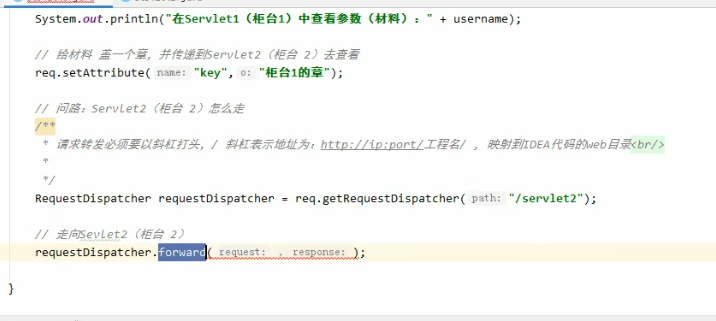 System.out.println("在Servlet1（柜台1）中查看参数（材料）：" + username);
// 给材料 盖一个章，并传递到Servlet2（柜台 2）去查看
req.setAttribute( name: "key", o: "柜台1的章");
// 问路：Servlet2（柜台 2）怎么走
/**
* 请求转发必须要以斜杠打头，/ 斜杠表示地址为：http://ip:port/工程名/ , 映射到IDEA代码的web目录<br/>
*
*/
RequestDispatcher requestDispatcher = req.getRequestDispatcher( path: "/servlet2");
// 走向Sevlet2（柜台 2）
requestDispatcher.forward( request: , response: );
}